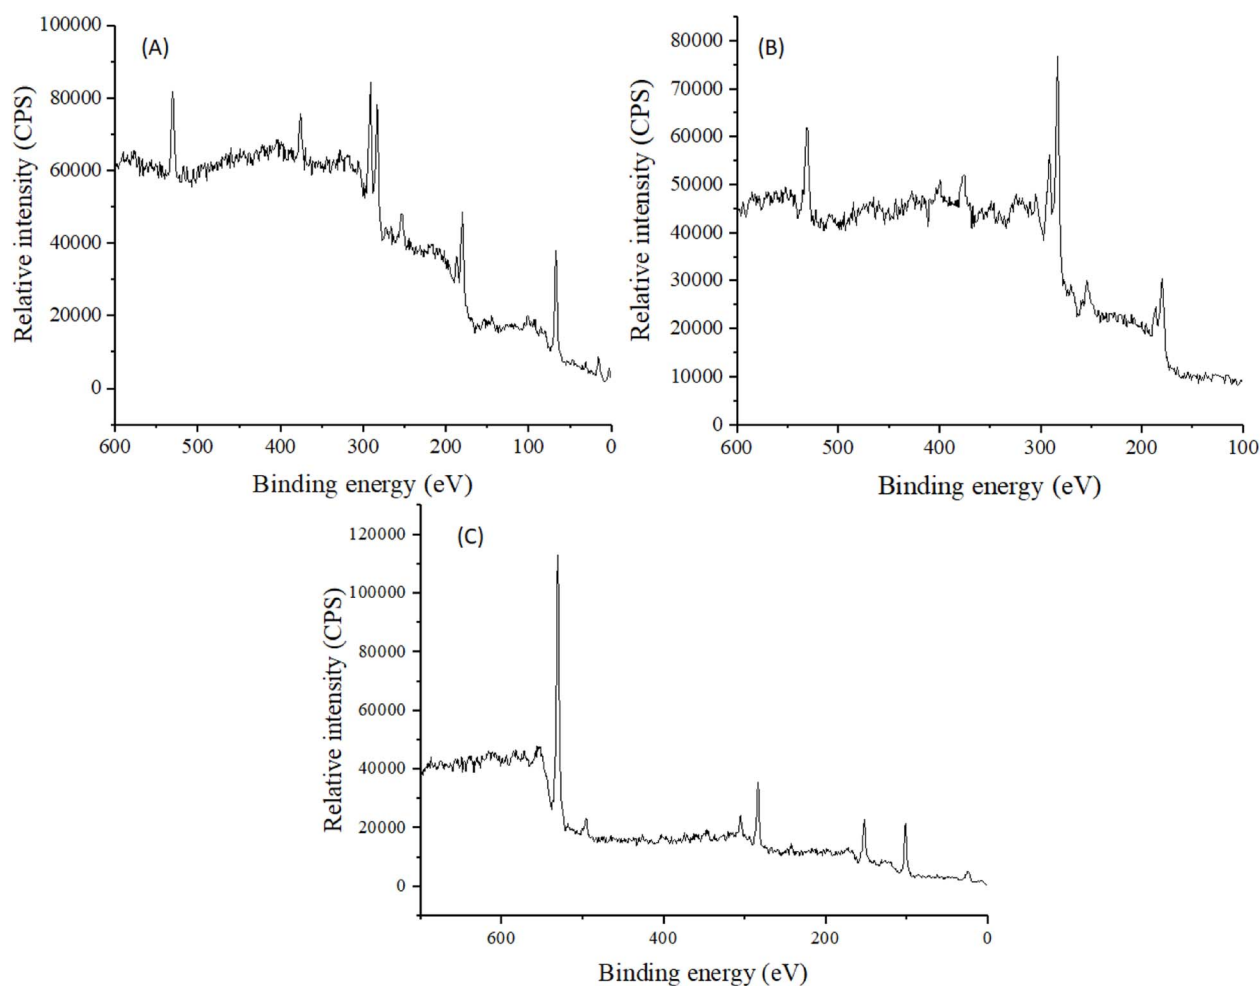 (A)
Relative intensity (CPS)
100000
80000
60000
40000
20000
0
600 500 400 300 200 100 0
Binding energy (eV)
(B)
Relative intensity (CPS)
80000
70000
60000
50000
40000
30000
20000
10000
0
600 500 400 300 200 100
Binding energy (eV)
(C)
Relative intensity (CPS)
120000
100000
80000
60000
40000
20000
0
600 400 200 0
Binding energy (eV)